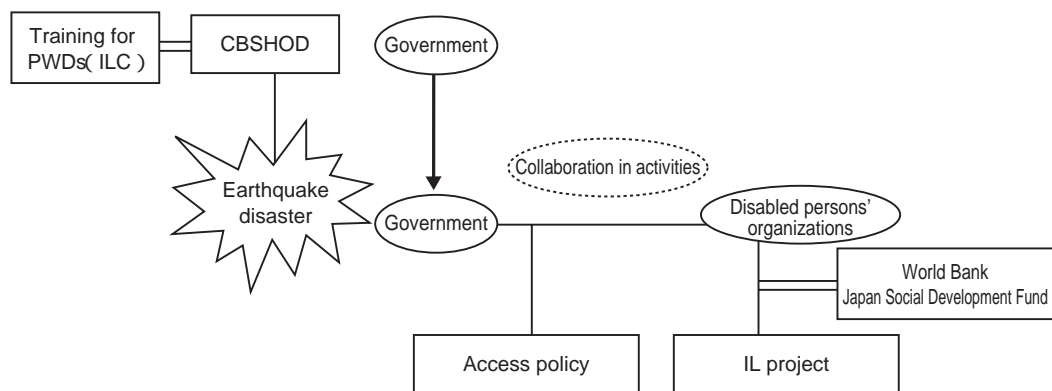 Training for
PWDs( ILC )
CBSHOD
Government
Collaboration in activities
Earthquake
disaster
Government
Disabled persons'
organizations
World Bank
Japan Social Development Fund
Access policy
IL project